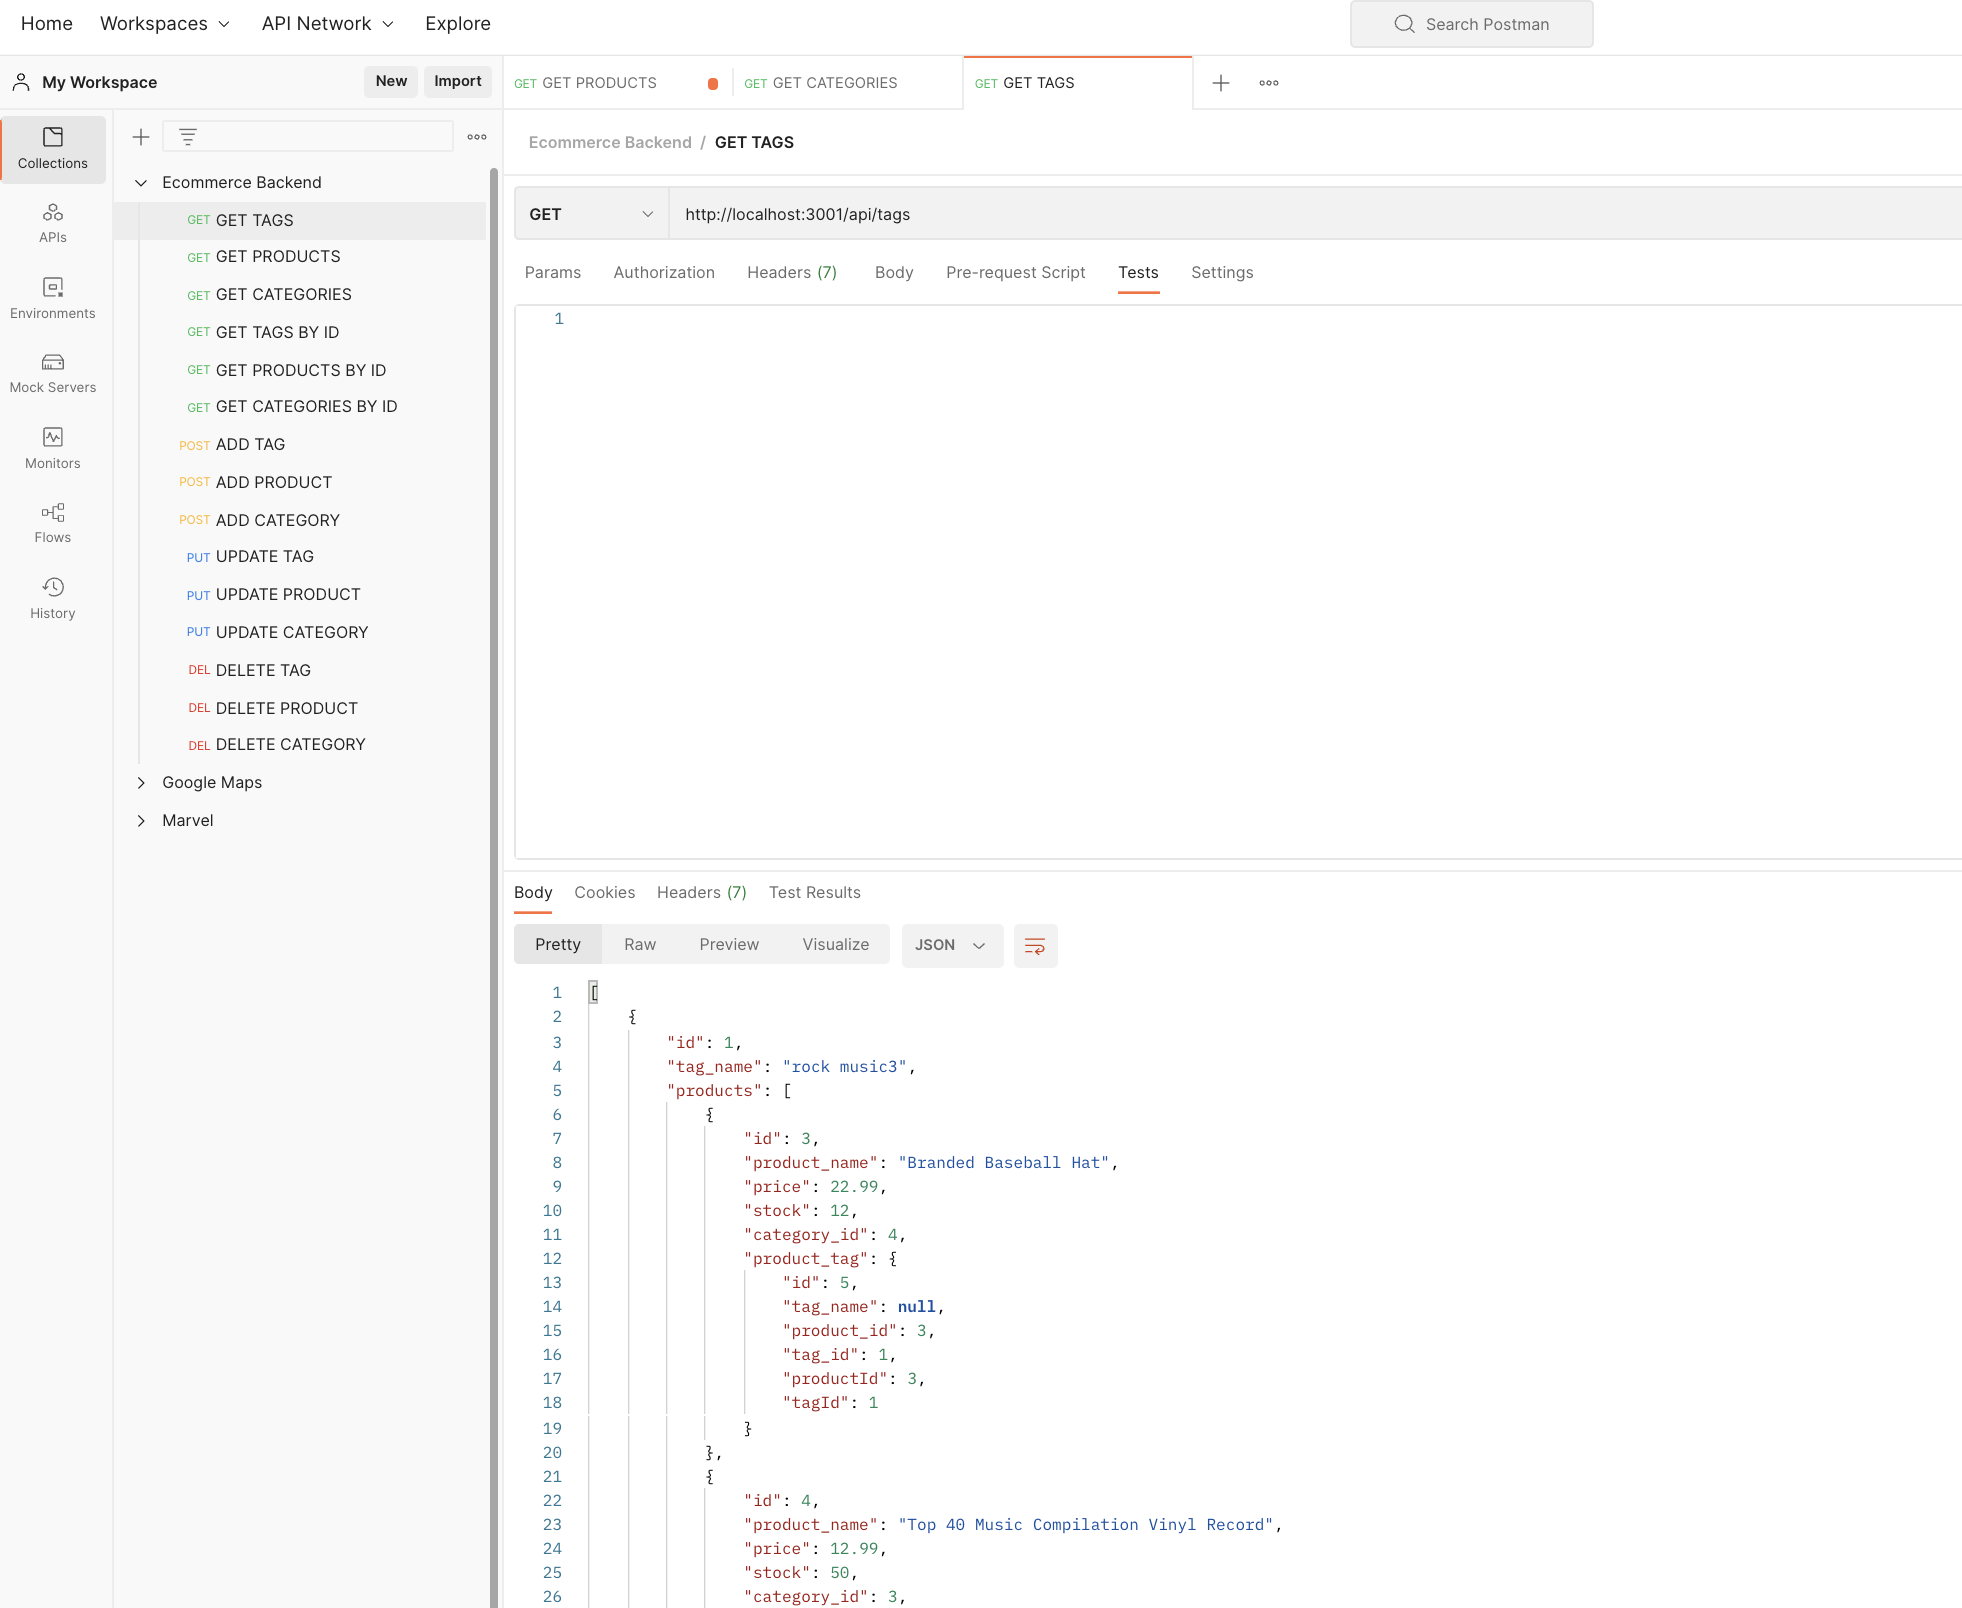 Home Workspaces API Network Explore Search Postman
My Workspace New Import
GET GET PRODUCTS GET GET CATEGORIES GET GET TAGS
Collections
APIs
Environments
Mock Servers
Monitors
Flows
History
Ecommerce Backend
GET GET TAGS
GET GET PRODUCTS
GET GET CATEGORIES
GET GET TAGS BY ID
GET GET PRODUCTS BY ID
GET GET CATEGORIES BY ID
POST ADD TAG
POST ADD PRODUCT
POST ADD CATEGORY
PUT UPDATE TAG
PUT UPDATE PRODUCT
PUT UPDATE CATEGORY
DEL DELETE TAG
DEL DELETE PRODUCT
DEL DELETE CATEGORY
Google Maps
Marvel
Ecommerce Backend / GET TAGS
GET http://localhost:3001/api/tags
Params Authorization Headers (7) Body Pre-request Script Tests Settings
1
Body Cookies Headers (7) Test Results
Pretty Raw Preview Visualize JSON
1 [
2 {
3 "id": 1,
4 "tag_name": "rock music3",
5 "products": [
6 {
7 "id": 3,
8 "product_name": "Branded Baseball Hat",
9 "price": 22.99,
10 "stock": 12,
11 "category_id": 4,
12 "product_tag": {
13 "id": 5,
14 "tag_name": null,
15 "product_id": 3,
16 "tag_id": 1,
17 "productId": 3,
18 "tagId": 1
19 }
20 },
21 {
22 "id": 4,
23 "product_name": "Top 40 Music Compilation Vinyl Record",
24 "price": 12.99,
25 "stock": 50,
26 "category_id": 3,